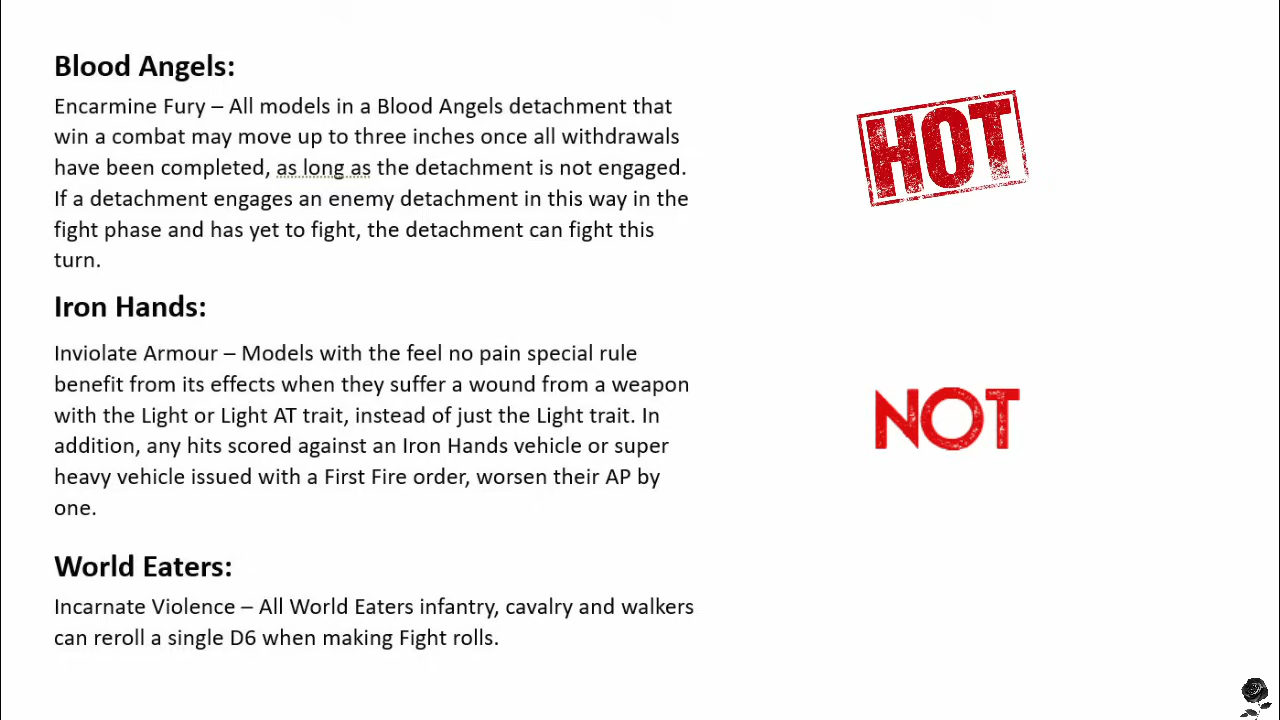 Blood Angels:
Encarmine Fury – All models in a Blood Angels detachment that
win a combat may move up to three inches once all withdrawals
have been completed, as long as the detachment is not engaged.
If a detachment engages an enemy detachment in this way in the
fight phase and has yet to fight, the detachment can fight this
turn.
HOT
Iron Hands:
Inviolate Armour – Models with the feel no pain special rule
benefit from its effects when they suffer a wound from a weapon
with the Light or Light AT trait, instead of just the Light trait. In
addition, any hits scored against an Iron Hands vehicle or super
heavy vehicle issued with a First Fire order, worsen their AP by
one.
NOT
World Eaters:
Incarnate Violence – All World Eaters infantry, cavalry and walkers
can reroll a single D6 when making Fight rolls.